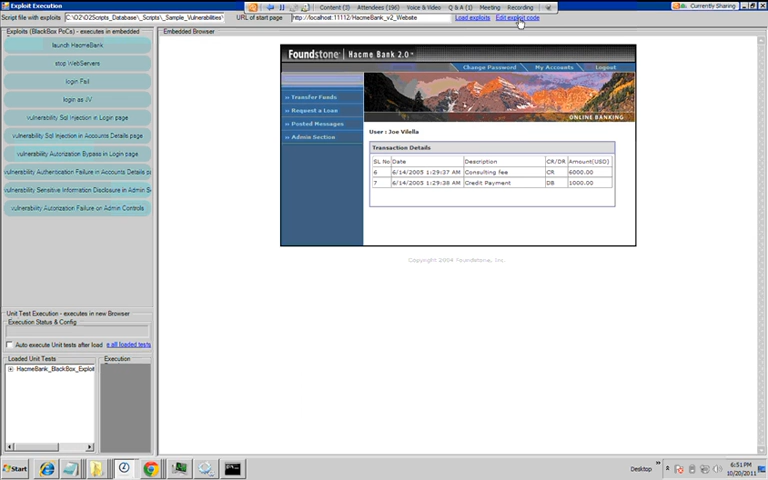 Exploit Execution
Content (3) Attendees (196) Voice & Video Q & A (1) Meeting Recording
Currently Sharing
Script file with exploits C:\O2\O2Scripts_Database\_Scripts\_Sample_Vulnerabilities\ URL of start page http://localhost:11112/HacmeBank_v2_Website Load exploits Edit exploit code
Exploits (BlackBox PoCs) - executes in embedded
Embedded Browser
launch HacmeBank
stop WebServers
login Fail
login as JV
vulnerability Sql Injection in Login page
vulnerability Sql Injection in Accounts Details page
vulnerability Autorization Bypass in Login page
vulnerability Authentication Failure in Accounts Details pa
vulnerability Sensitive Information Disclosure in Admin S
vulnerability Autorization Failure on Admin Controls
Foundstone Hacme Bank 2.0
Change Password My Accounts Logout
Transfer Funds
Request a Loan
Posted Messages
Admin Section
ONLINE BANKING
User : Joe Vilella
Transaction Details
SL No Date Description CR/DR Amount(USD)
6 6/14/2005 1:29:37 AM Consulting fee CR 6000.00
7 6/14/2005 1:29:38 AM Credit Payment DB 1000.00
Copyright 2004 Foundstone, Inc.
Unit Test Execution - executes in new Browser
Execution Status & Config
Auto execute Unit tests after load e all loaded tests
Loaded Unit Tests
Execution
HacmeBank_BlackBox_Exploit
Start
Desktop
6:51 PM
10/20/2011